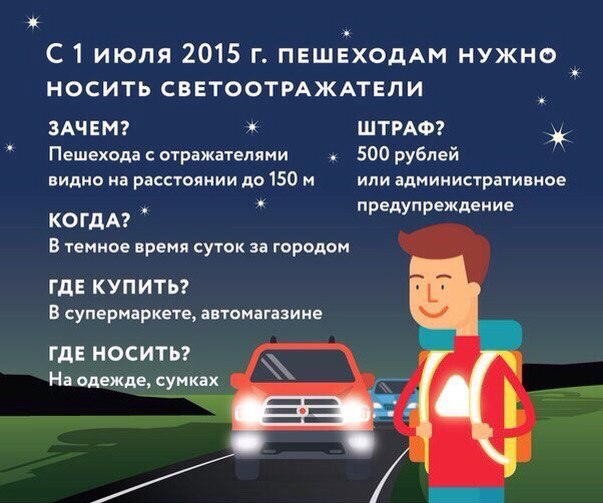 С 1 ИЮЛЯ 2015 Г. ПЕШЕХОДАМ НУЖНО
НОСИТЬ СВЕТООТРАЖАТЕЛИ
ЗАЧЕМ?
Пешехода с отражателями
видно на расстоянии до 150 м
ШТРАФ?
500 рублей
или административное
предупреждение
КОГДА?
В темное время суток за городом
ГДЕ КУПИТЬ?
В супермаркете, автомагазине
ГДЕ НОСИТЬ?
На одежде, сумках